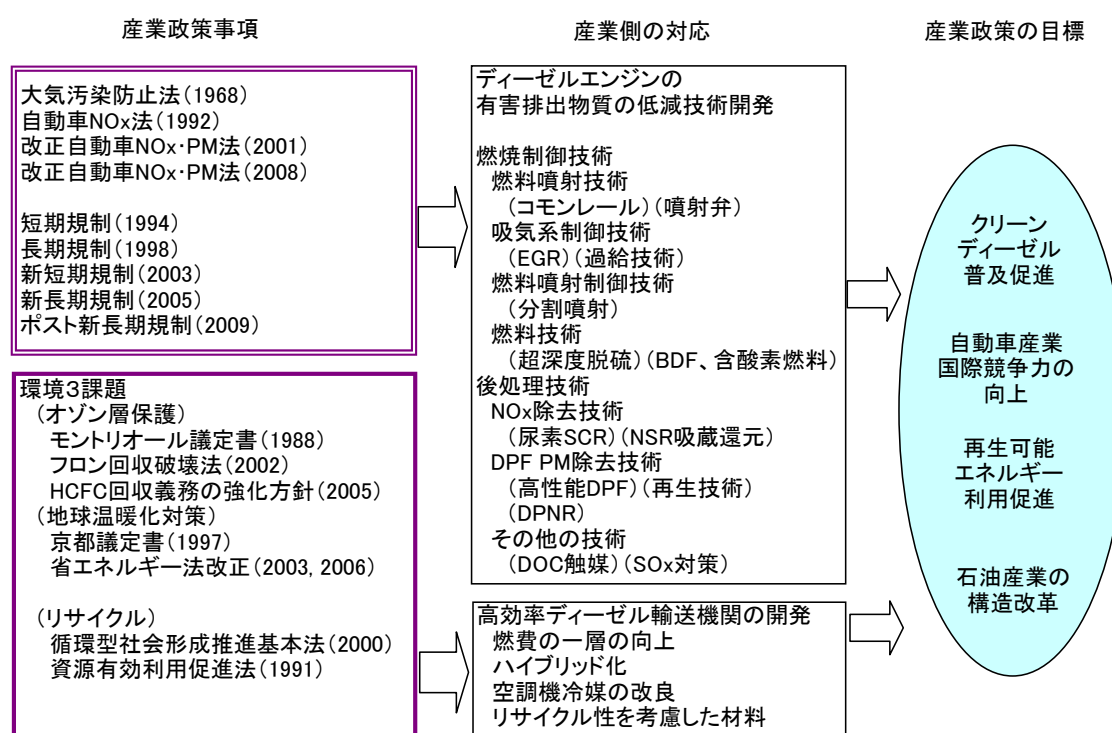 産業政策事項
産業側の対応
産業政策の目標
大気汚染防止法(1968)
自動車NOx法(1992)
改正自動車NOx・PM法(2001)
改正自動車NOx・PM法(2008)
短期規制(1994)
長期規制(1998)
新短期規制(2003)
新長期規制(2005)
ポスト新長期規制(2009)
環境3課題
(オゾン層保護)
モントリオール議定書(1988)
フロン回収破壊法(2002)
HCFC回収義務の強化方針(2005)
(地球温暖化対策)
京都議定書(1997)
省エネルギー法改正(2003, 2006)
(リサイクル)
循環型社会形成推進基本法(2000)
資源有効利用促進法(1991)
ディーゼルエンジンの
有害排出物質の低減技術開発
燃焼制御技術
燃料噴射技術
(コモンレール)(噴射弁)
吸気系制御技術
(EGR)(過給技術)
燃料噴射制御技術
(分割噴射)
燃料技術
(超深度脱硫)(BDF、含酸素燃料)
後処理技術
NOx除去技術
(尿素SCR)(NSR吸蔵還元)
DPF PM除去技術
(高性能DPF)(再生技術)
(DPNR)
その他の技術
(DOC触媒)(SOx対策)
高効率ディーゼル輸送機関の開発
燃費の一層の向上
ハイブリッド化
空調機冷媒の改良
リサイクル性を考慮した材料
クリーン
ディーゼル
普及促進
自動車産業
国際競争力の
向上
再生可能
エネルギー
利用促進
石油産業の
構造改革